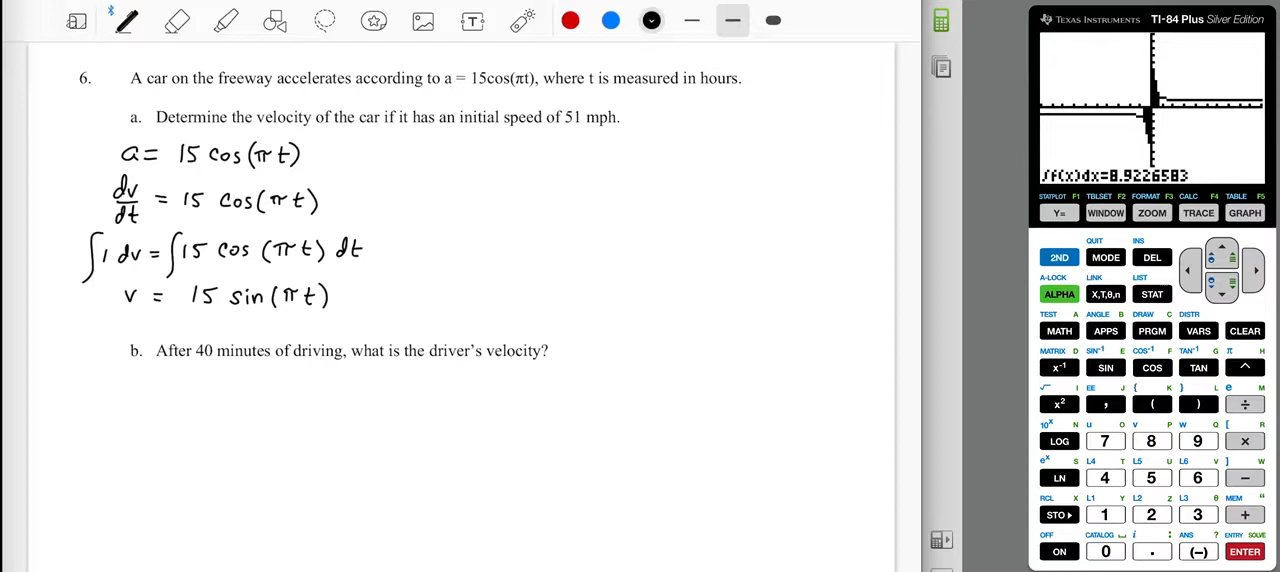 6. A car on the freeway accelerates according to a = 15cos(πt), where t is measured in hours.
a. Determine the velocity of the car if it has an initial speed of 51 mph.
a = 15 cos(πt)
dv/dt = 15 cos(πt)
∫1 dv = ∫15 cos(πt) dt
v = 15 sin(πt)
b. After 40 minutes of driving, what is the driver's velocity?
TEXAS INSTRUMENTS TI-84 Plus Silver Edition
∫f(x)dx=8.9226583
STATPLOT F1 TBLSET F2 FORMAT F3 CALC F4 TABLE F5
Y= WINDOW ZOOM TRACE GRAPH
QUIT INS
2ND MODE DEL
A-LOCK LINK LIST
ALPHA X,T,θ,n STAT
TEST A ANGLE B DRAW C DISTR
MATH APPS PRGM VARS CLEAR
MATRIX D SIN⁻¹ E COS⁻¹ F TAN⁻¹ G π H
x⁻¹ SIN COS TAN ^
√ I EE J { K } L e M
x² , ( ) ÷
10ˣ N u O v P w Q [ R
LOG 7 8 9 ×
eˣ S L4 T L5 U L6 V ] W
LN 4 5 6 −
RCL X L1 Y L2 Z L3 θ MEM "
STO▸ 1 2 3 +
OFF CATALOG ␣ i : ANS ? ENTRY SOLVE
ON 0 . (−) ENTER